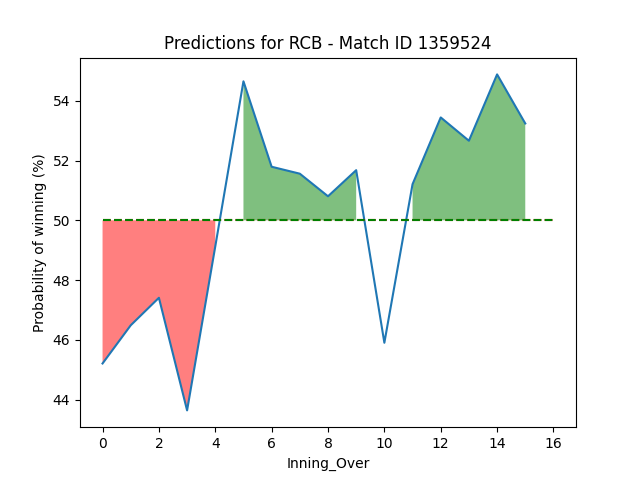 Predictions for RCB - Match ID 1359524
Probability of winning (%)
54
52
50
48
46
44
0 2 4 6 8 10 12 14 16
Inning_Over